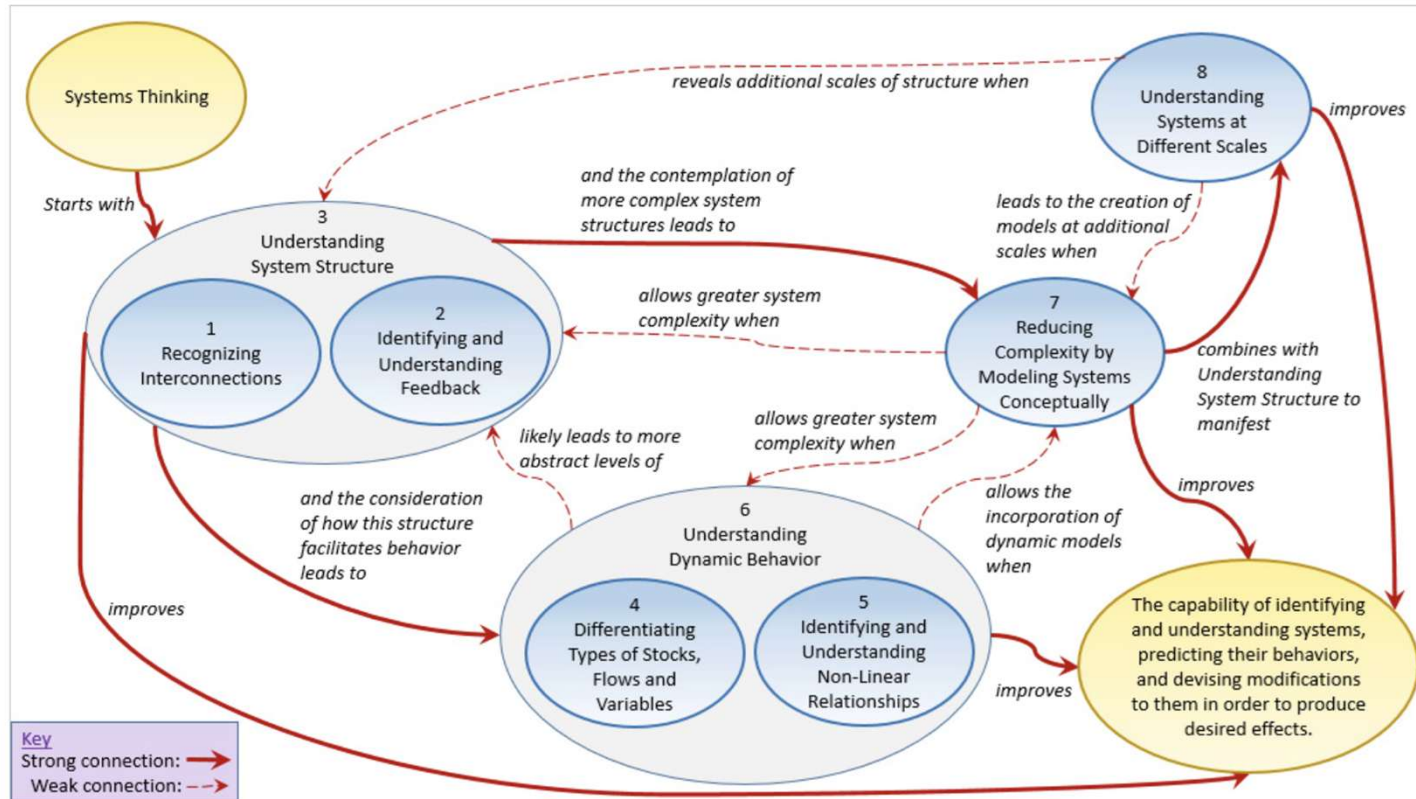 Systems Thinking
Starts with
reveals additional scales of structure when
8
Understanding
Systems at
Different Scales
improves
3
Understanding
System Structure
and the contemplation of
more complex system
structures leads to
leads to the creation of
models at additional
scales when
1
Recognizing
Interconnections
2
Identifying and
Understanding
Feedback
allows greater system
complexity when
7
Reducing
Complexity by
Modeling Systems
Conceptually
combines with
Understanding
System Structure to
manifest
likely leads to more
abstract levels of
allows greater system
complexity when
and the consideration
of how this structure
facilitates behavior
leads to
6
Understanding
Dynamic Behavior
allows the
incorporation of
dynamic models
when
improves
improves
4
Differentiating
Types of Stocks,
Flows and
Variables
5
Identifying and
Understanding
Non-Linear
Relationships
improves
The capability of identifying
and understanding systems,
predicting their behaviors,
and devising modifications
to them in order to produce
desired effects.
Key
Strong connection:
Weak connection: